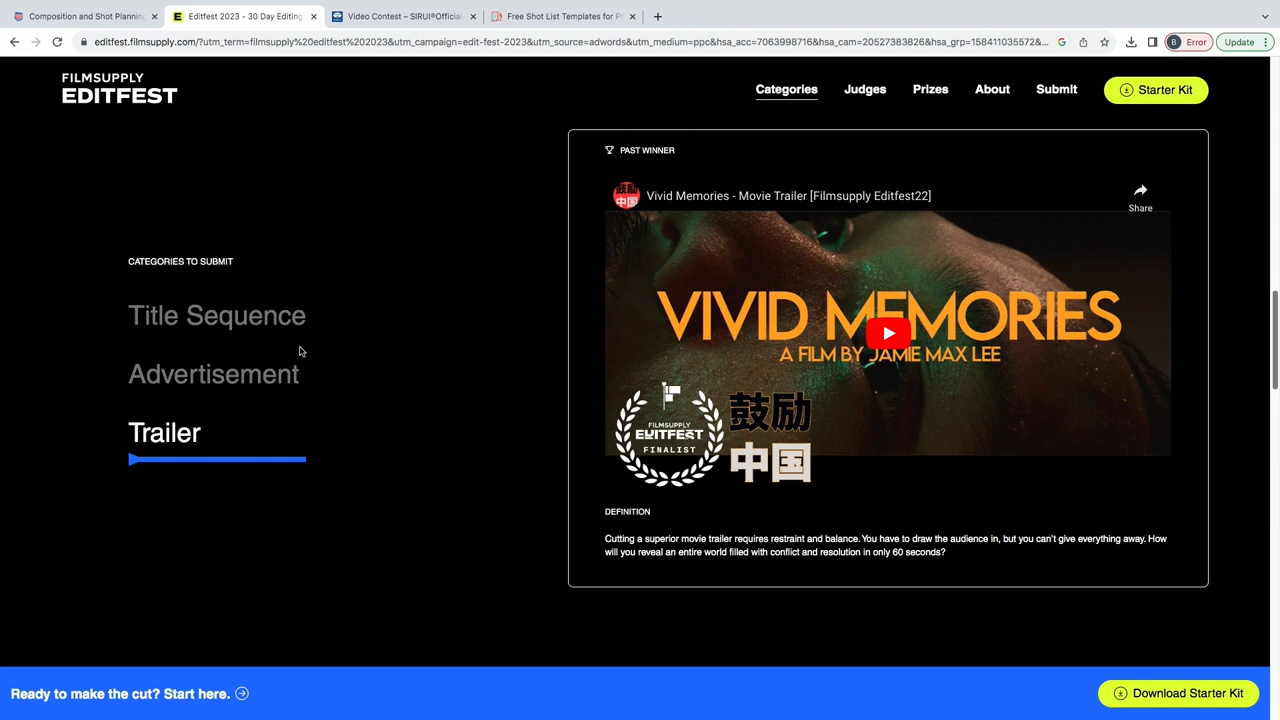 Composition and Shot Planning
Editfest 2023 - 30 Day Editing
Video Contest – SIRUI®Official
Free Shot List Templates for P
editfest.filmsupply.com/?utm_term=filmsupply%20editfest%202023&utm_campaign=edit-fest-2023&utm_source=adwords&utm_medium=ppc&hsa_acc=7063998716&hsa_cam=20527383826&hsa_grp=158411035572&...
B Error
Update
FILMSUPPLY
EDITFEST
Categories
Judges
Prizes
About
Submit
Starter Kit
PAST WINNER
鼓励
中国
Vivid Memories - Movie Trailer [Filmsupply Editfest22]
Share
CATEGORIES TO SUBMIT
Title Sequence
Advertisement
Trailer
VIVID MEMORIES
A FILM BY JAMIE MAX LEE
FILMSUPPLY
EDITFEST
FINALIST
鼓励
中国
DEFINITION
Cutting a superior movie trailer requires restraint and balance. You have to draw the audience in, but you can't give everything away. How
will you reveal an entire world filled with conflict and resolution in only 60 seconds?
Ready to make the cut? Start here.
Download Starter Kit